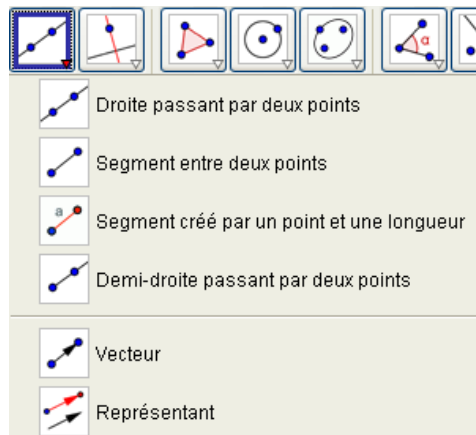 α
Droite passant par deux points
Segment entre deux points
a
Segment créé par un point et une longueur
Demi-droite passant par deux points
Vecteur
Représentant